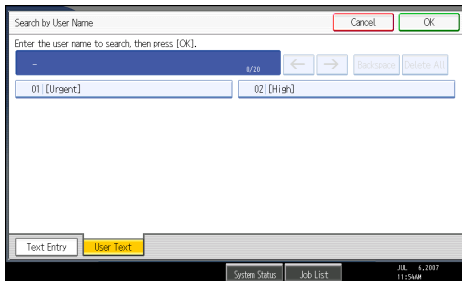 Search by User Name
Cancel
OK
Enter the user name to search, then press [OK].
0/20
← → Backspace Delete All
01 [Urgent]
02 [High]
Text Entry
User Text
System Status
Job List
JUL 6,2007
11:54AM